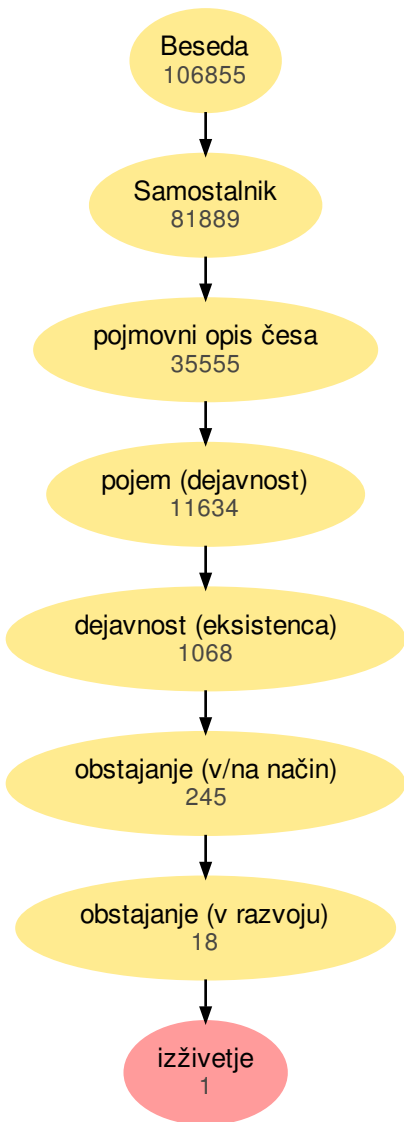 Beseda
106855
Samostalnik
81889
pojmovni opis česa
35555
pojem (dejavnost)
11634
dejavnost (eksistenca)
1068
obstajanje (v/na način)
245
obstajanje (v razvoju)
18
izživetje
1